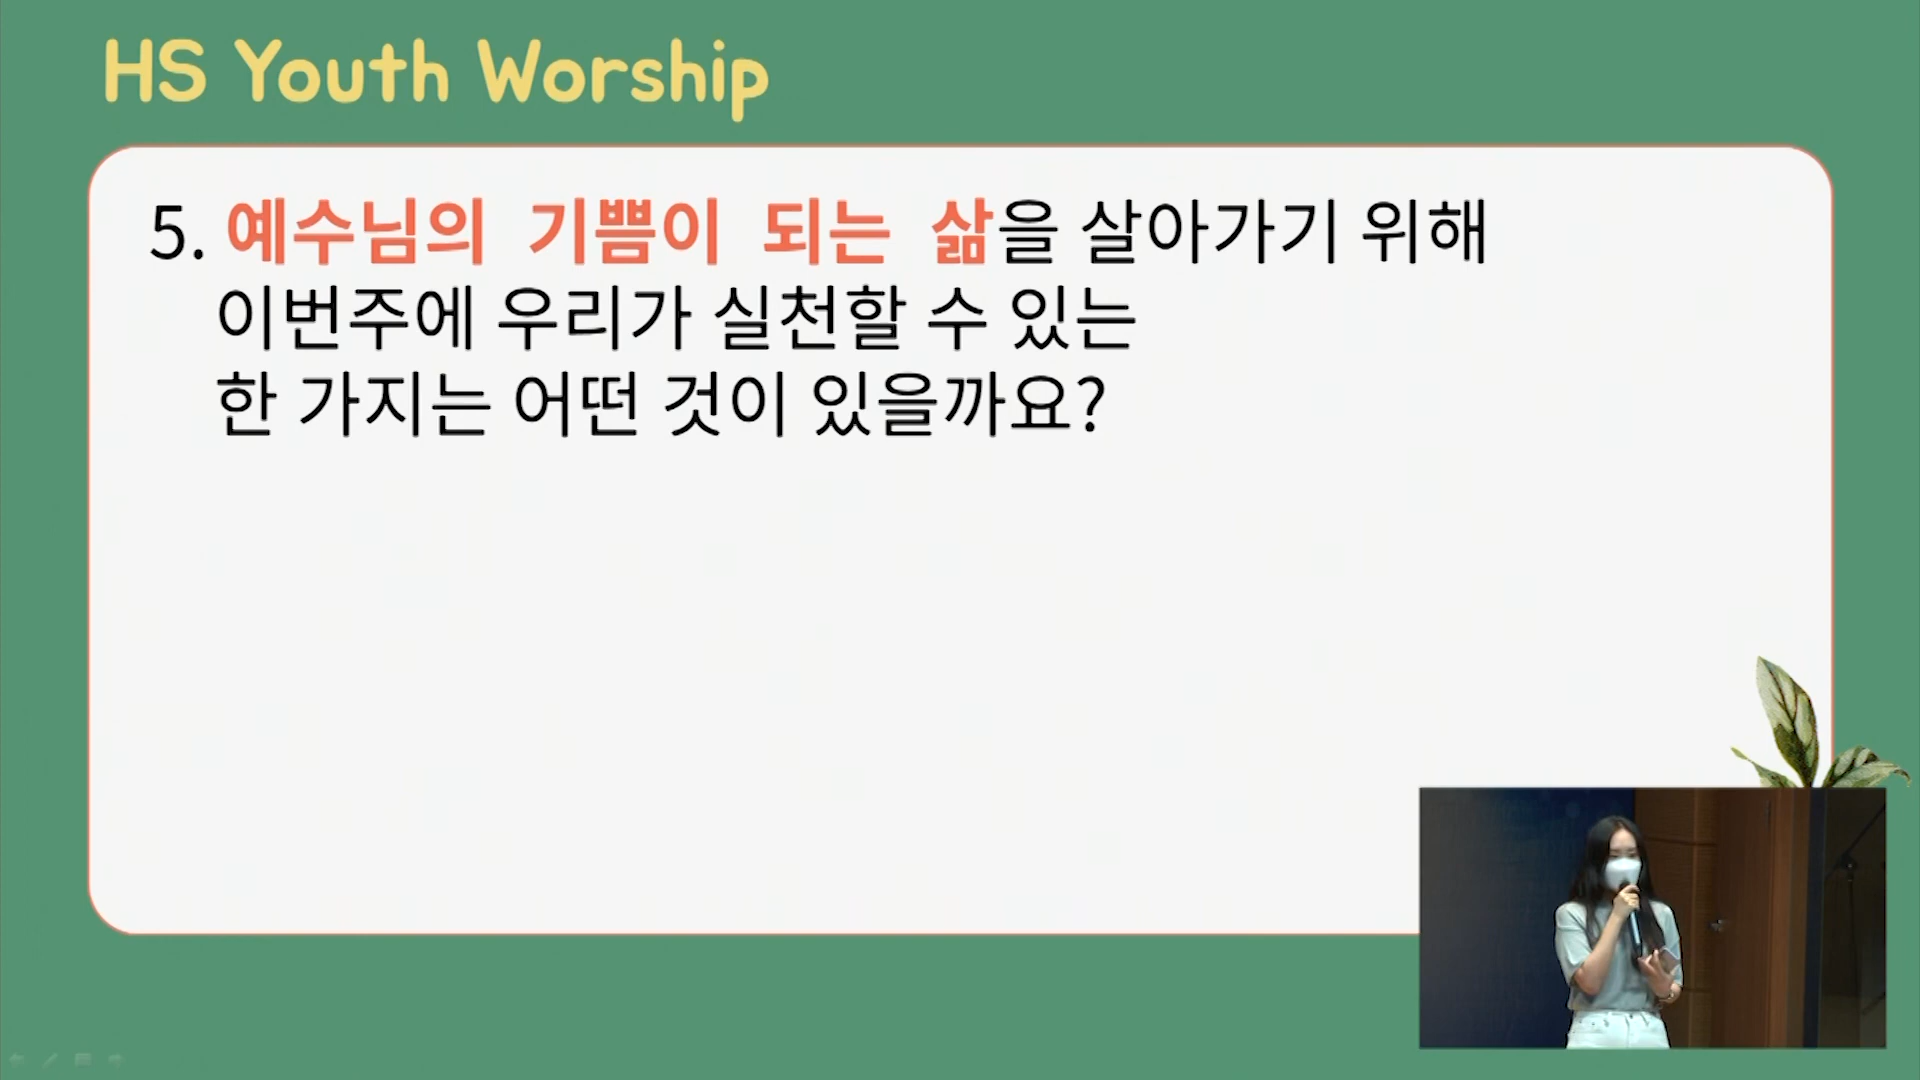 HS Youth Worship
5. 예수님의 기쁨이 되는 삶을 살아가기 위해
이번주에 우리가 실천할 수 있는
한 가지는 어떤 것이 있을까요?